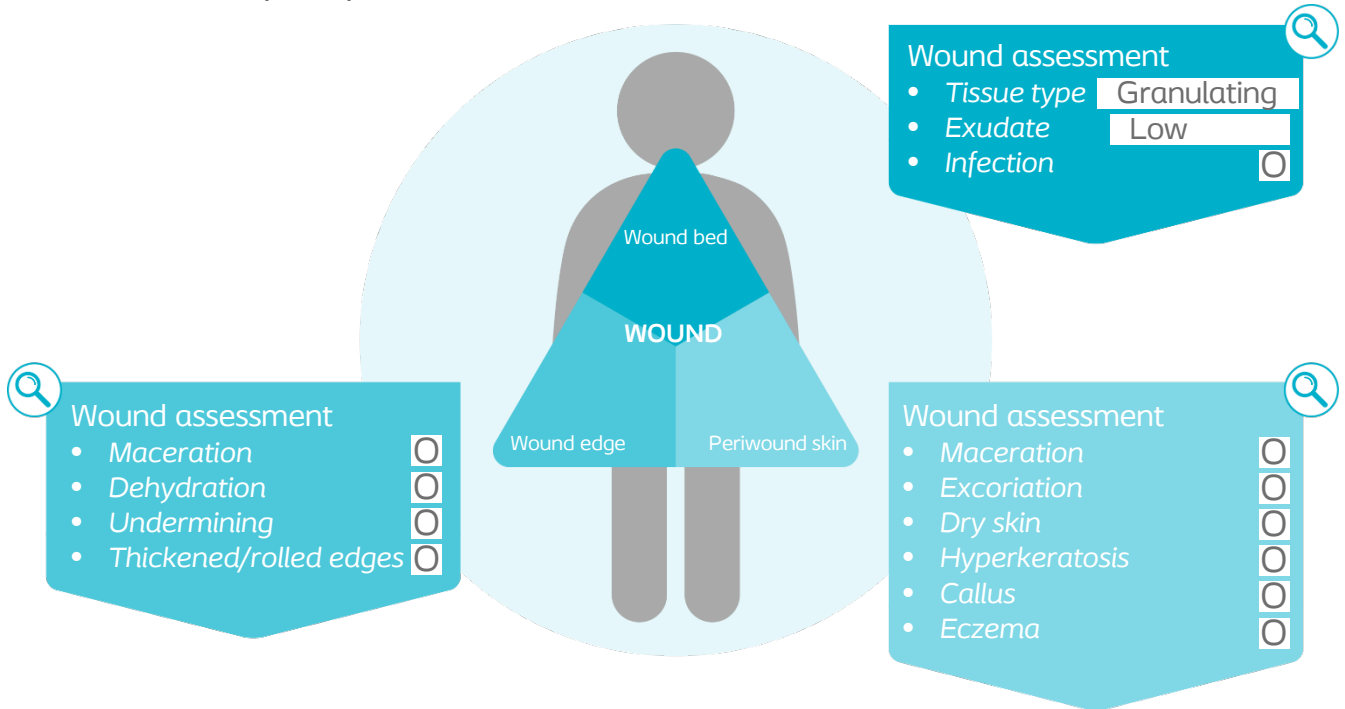 Wound assessment
• Tissue type Granulating
• Exudate Low
• Infection O
Wound bed
WOUND
Wound edge
Periwound skin
Wound assessment
• Maceration O
• Dehydration O
• Undermining O
• Thickened/rolled edges O
Wound assessment
• Maceration O
• Excoriation O
• Dry skin O
• Hyperkeratosis O
• Callus O
• Eczema O